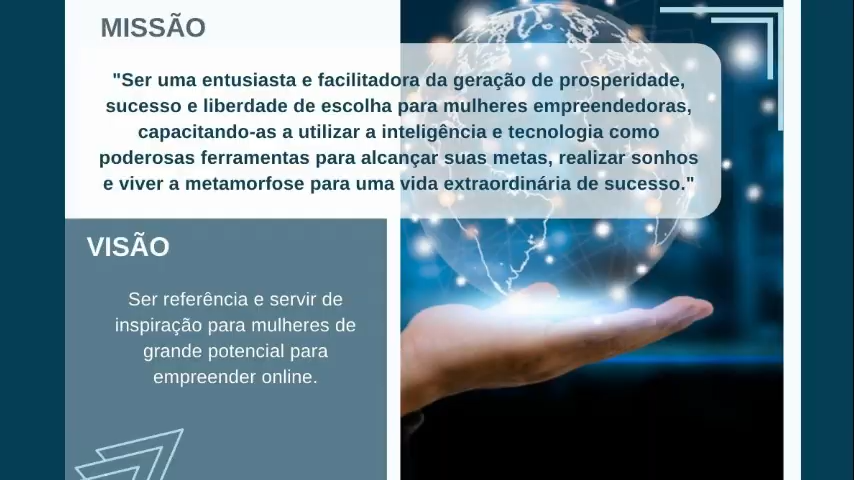 MISSÃO
"Ser uma entusiasta e facilitadora da geração de prosperidade,
sucesso e liberdade de escolha para mulheres empreendedoras,
capacitando-as a utilizar a inteligência e tecnologia como
poderosas ferramentas para alcançar suas metas, realizar sonhos
e viver a metamorfose para uma vida extraordinária de sucesso."
VISÃO
Ser referência e servir de
inspiração para mulheres de
grande potencial para
empreender online.